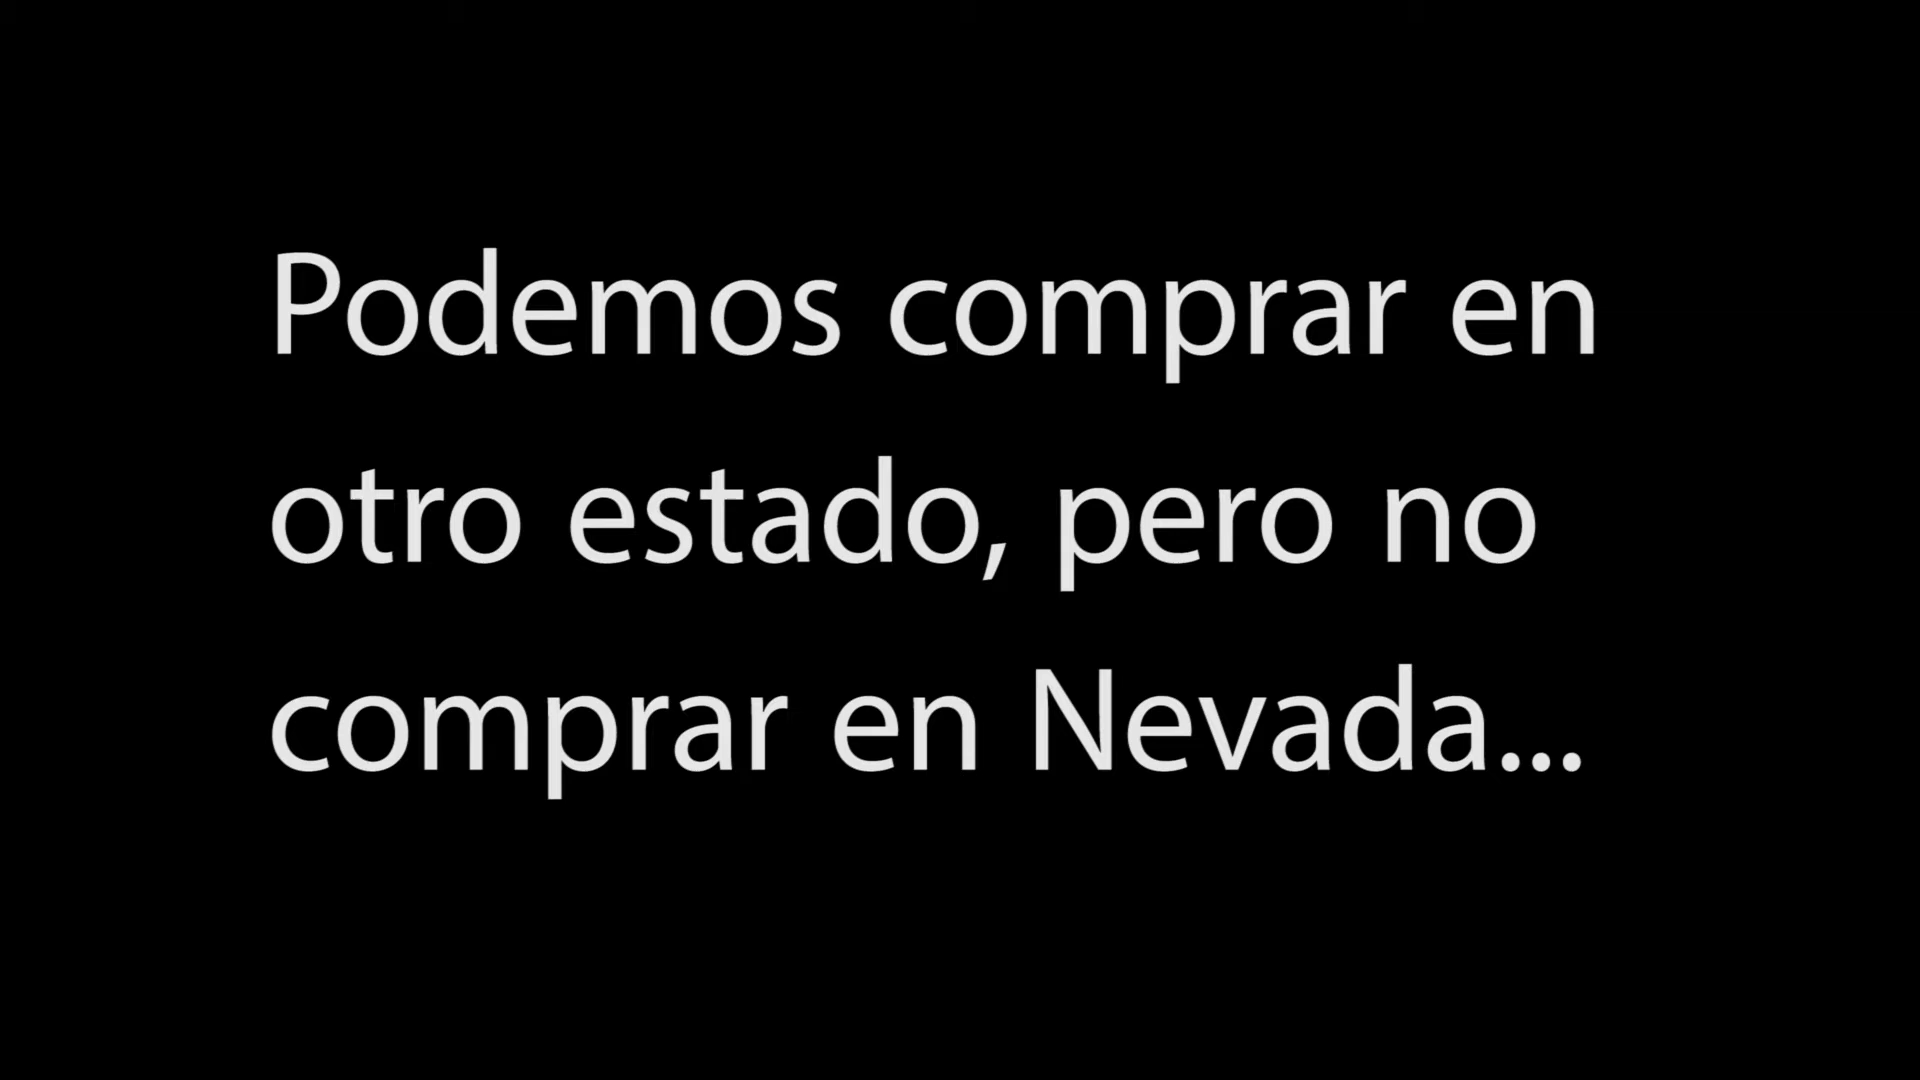 Podemos comprar en
otro estado, pero no
comprar en Nevada...